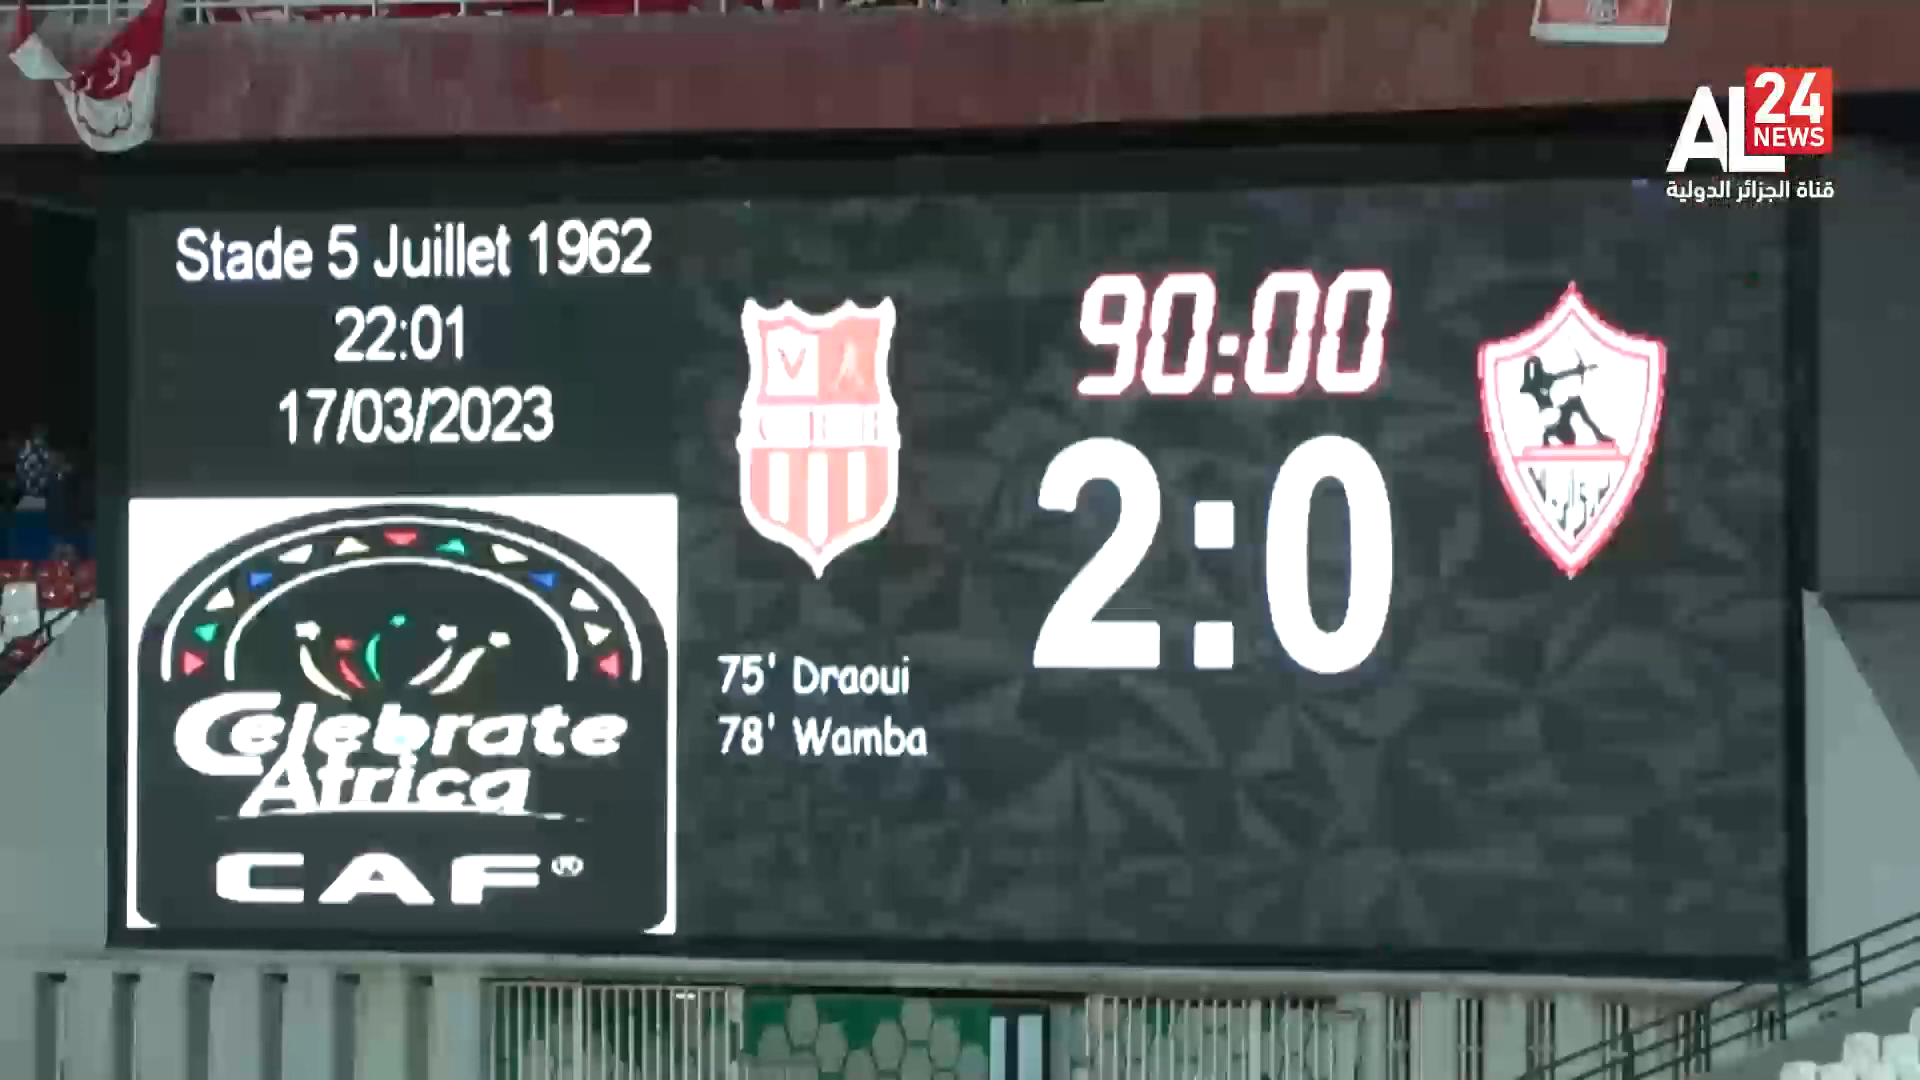 AL
24
NEWS
قناة الجزائر الدولية
Stade 5 Juillet 1962
22:01
17/03/2023
90:00
2:0
75' Draoui
78' Wamba
Celebrate
Africa
CAF®